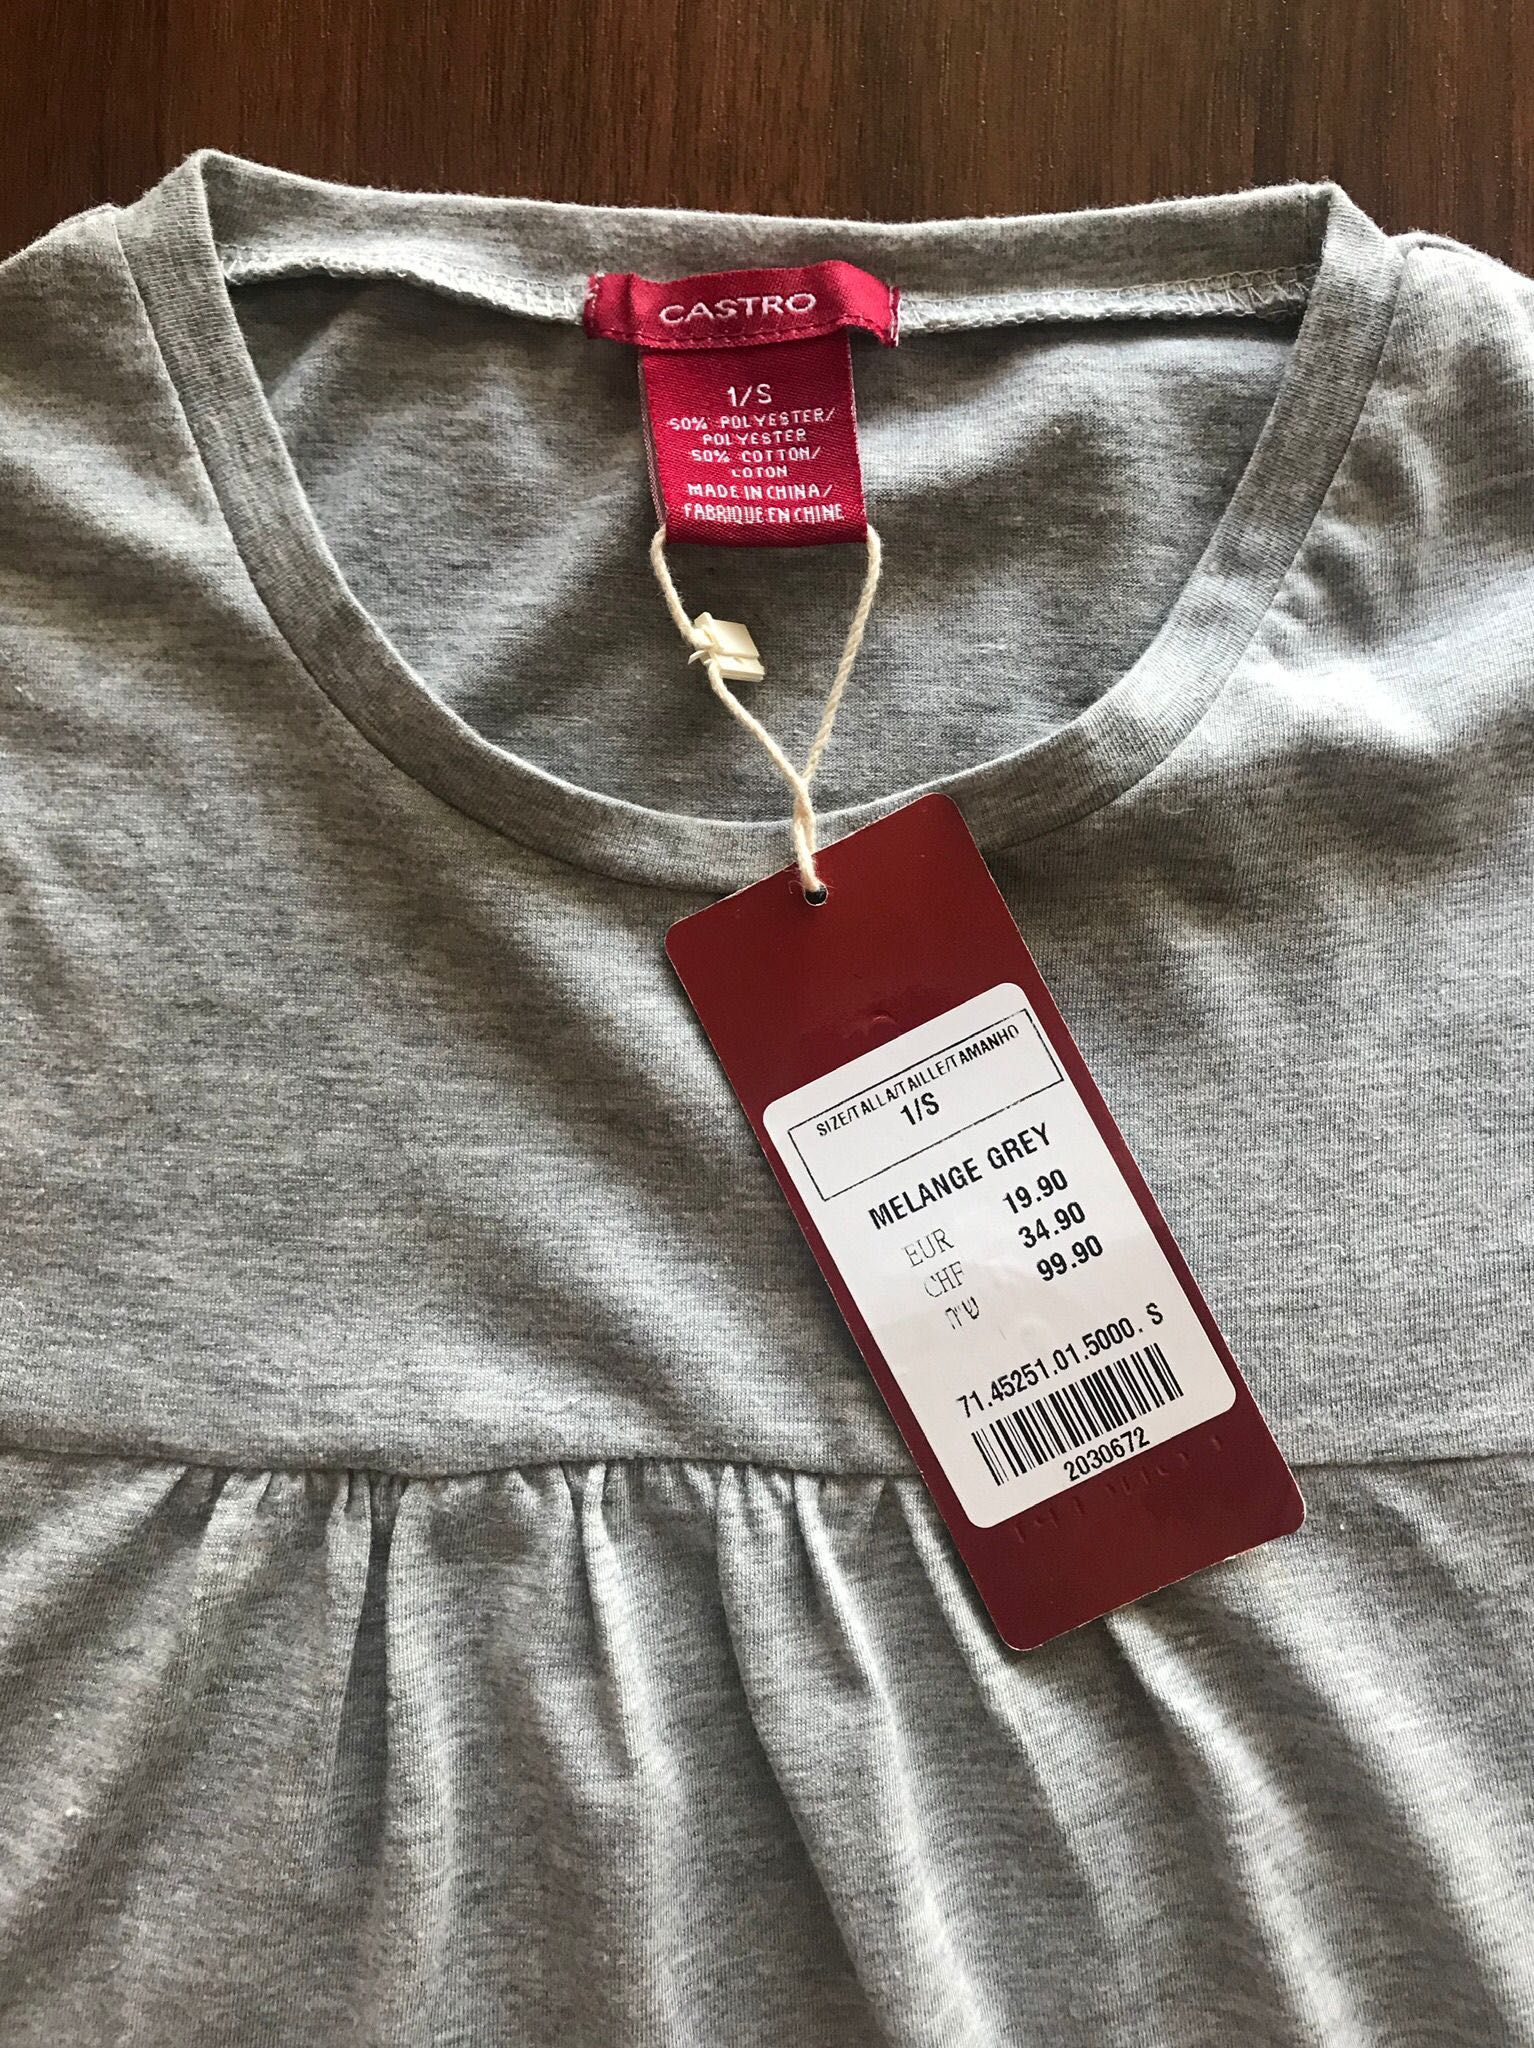 CASTRO
1/S
50% POLYESTER/
POLYESTER
50% COTTON/
COTON
MADE IN CHINA/
FABRIQUE EN CHINE
SIZE/TALLA/TAILLE/TAMANHO
1/S
MELANGE GREY
EUR 19.90
CHF 34.90
ש"ח 99.90
71.45251.01.5000. S
2030672